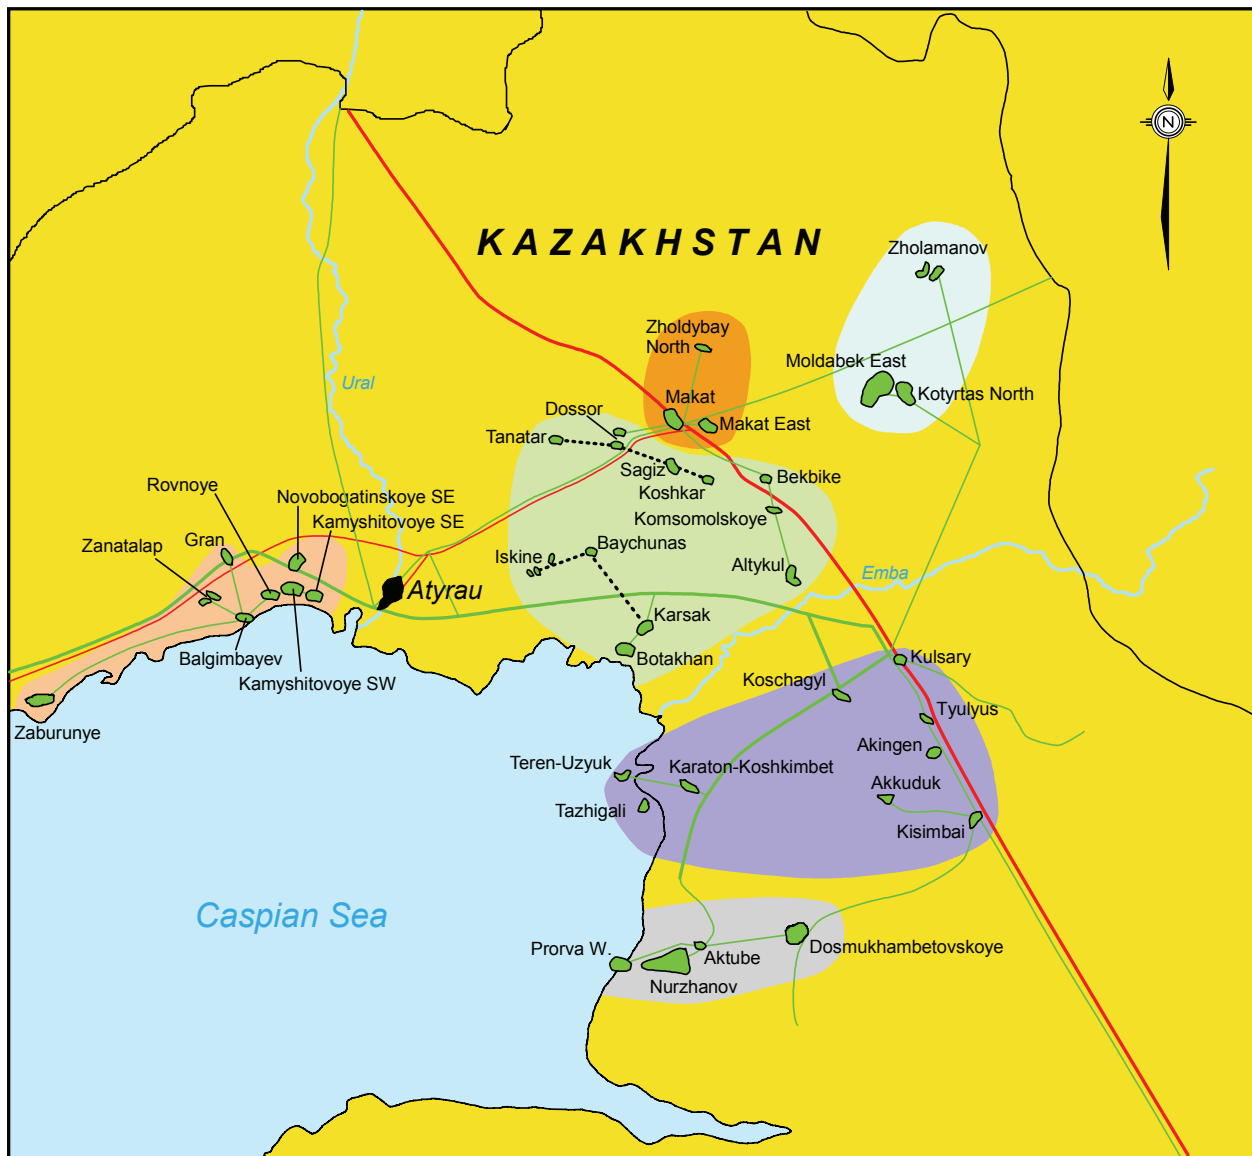 N
KAZAKHSTAN
Zholamanov
Zholdybay
North
Moldabek East
Kotyrtas North
Ural
Makat
Makat East
Dossor
Tanatar
Sagiz
Koshkar
Bekbike
Komsomolskoye
Rovnoye
Novobogatinskoye SE
Kamyshitovoye SE
Zanatalap
Gran
Iskine
Baychunas
Altykul
Emba
Atyrau
Karsak
Botakhan
Balgimbayev
Kamyshitovoye SW
Zaburunye
Kulsary
Koschagyl
Tyulyus
Akingen
Teren-Uzyuk
Karaton-Koshkimbet
Akkuduk
Tazhigali
Kisimbai
Caspian Sea
Prorva W.
Aktube
Dosmukhambetovskoye
Nurzhanov